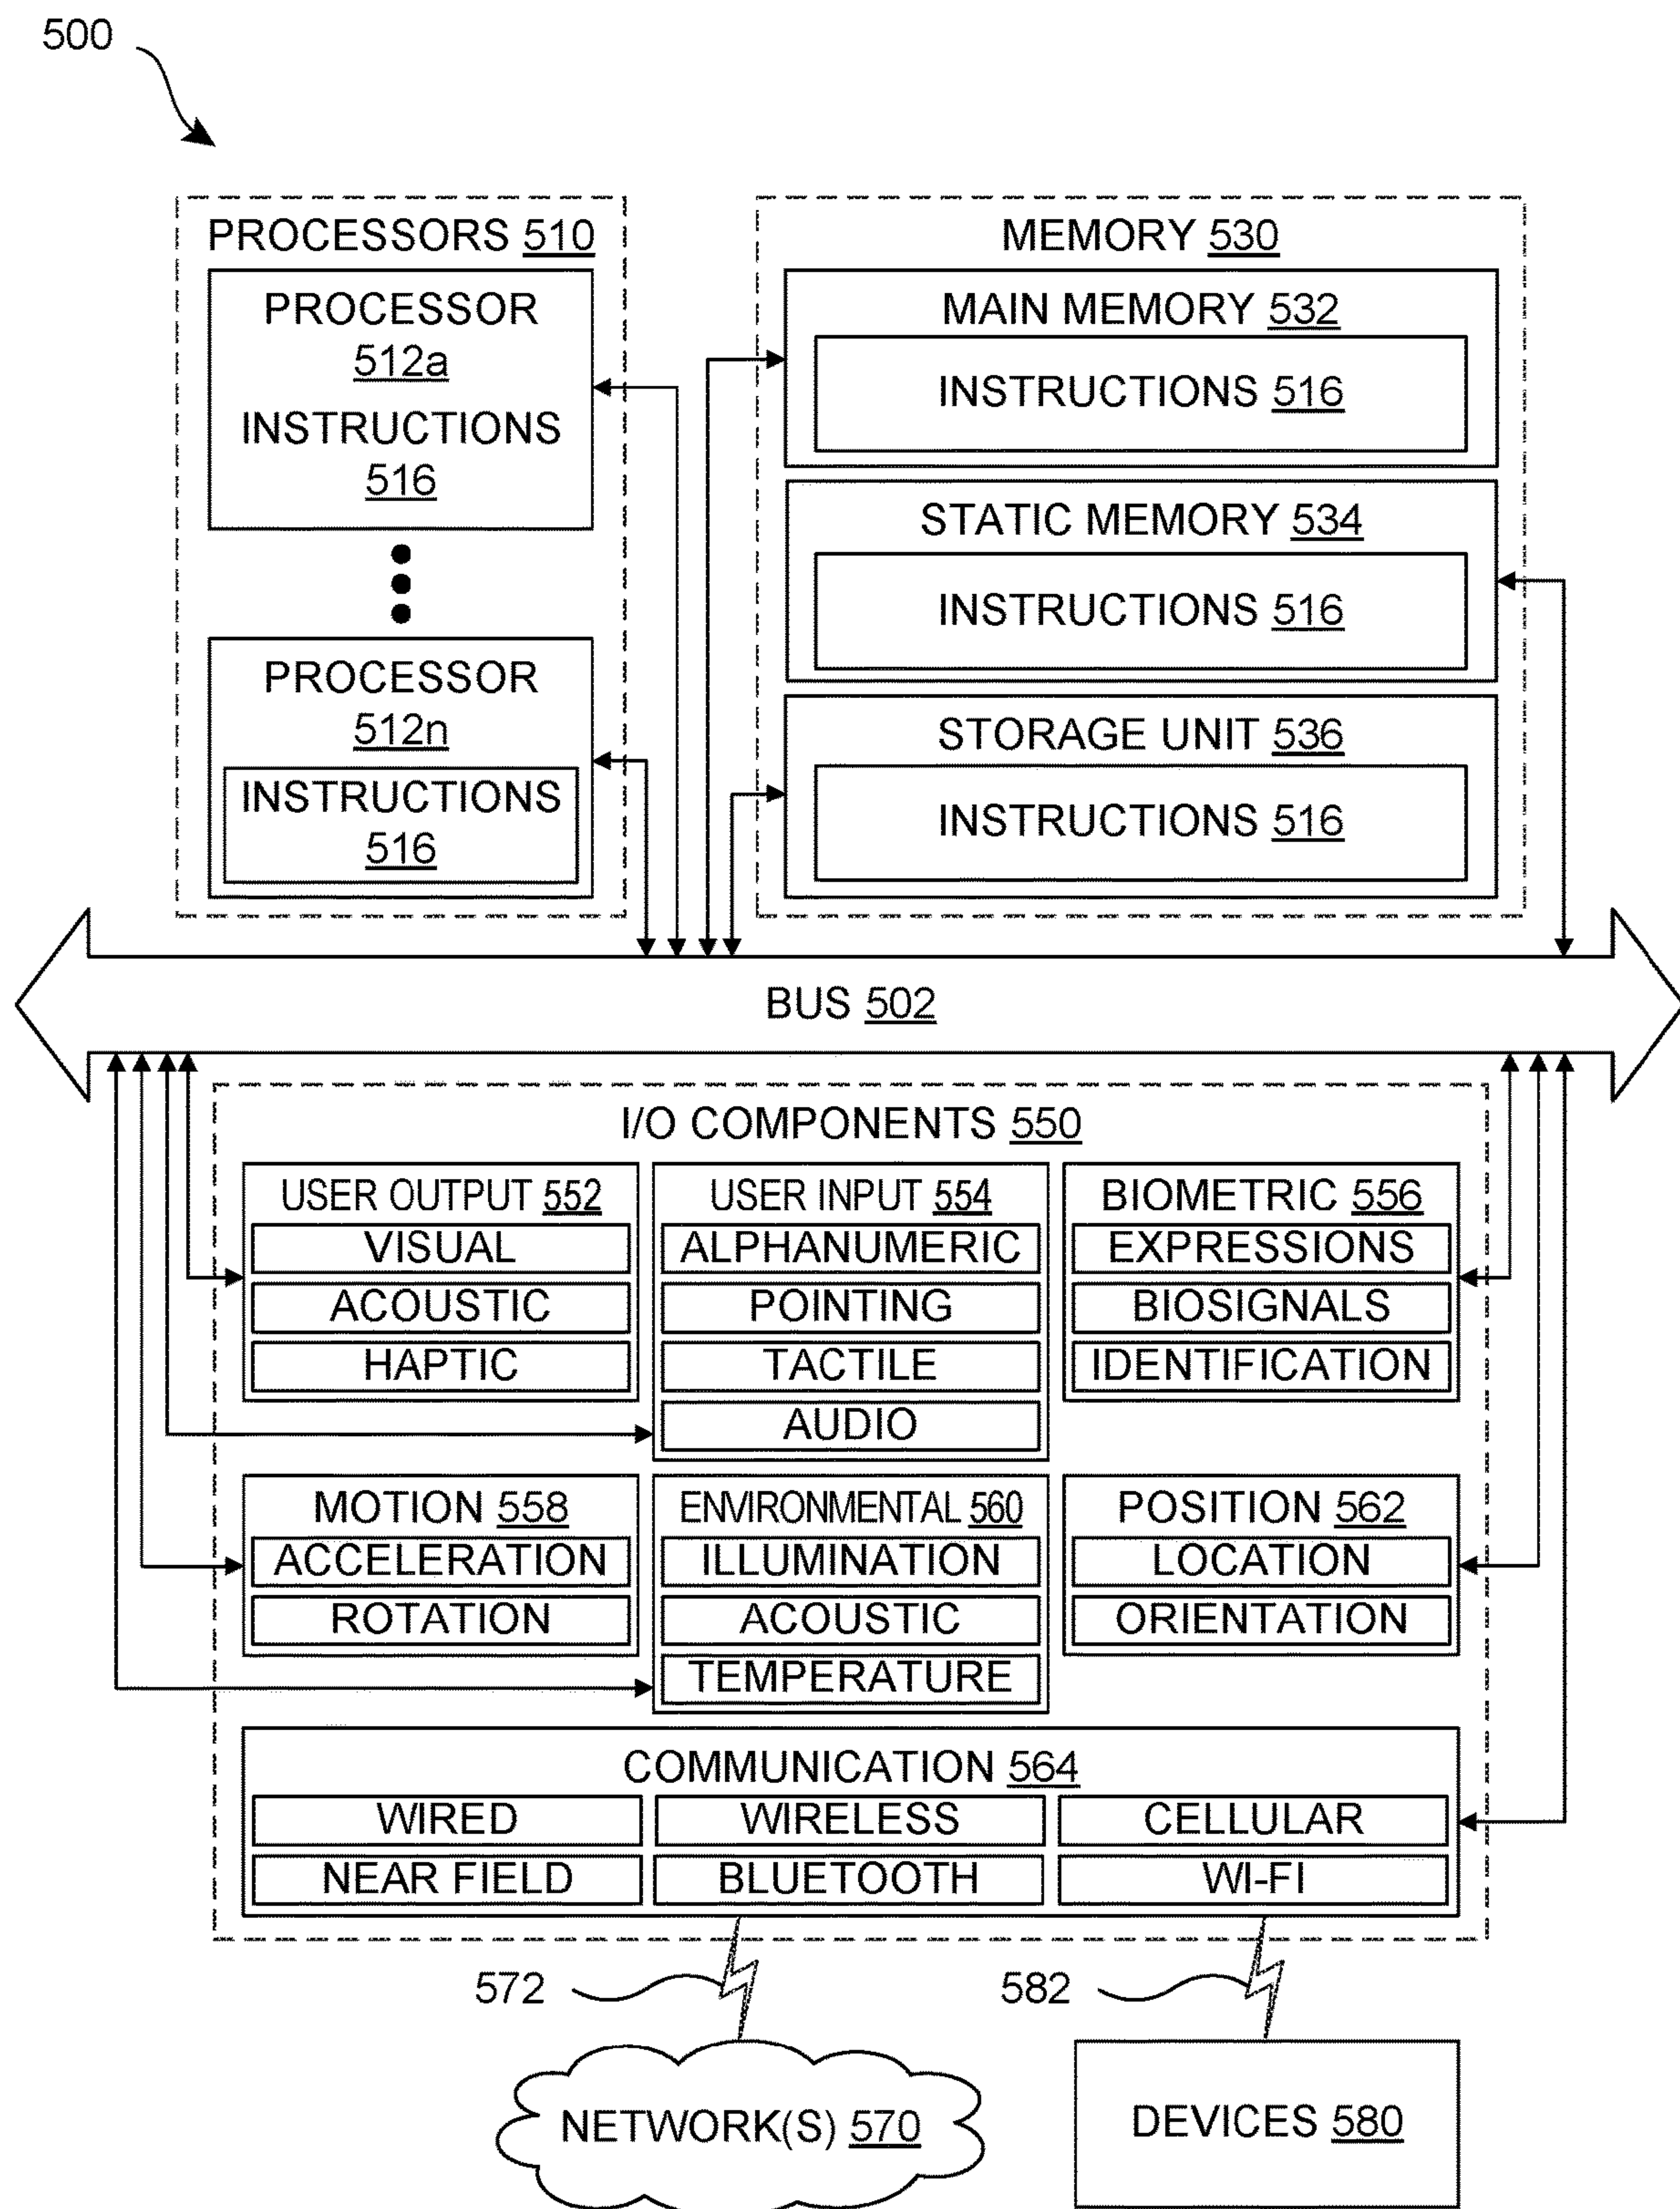 500
PROCESSORS 510
PROCESSOR
512a
INSTRUCTIONS
516
PROCESSOR
512n
INSTRUCTIONS
516
MEMORY 530
MAIN MEMORY 532
INSTRUCTIONS 516
STATIC MEMORY 534
INSTRUCTIONS 516
STORAGE UNIT 536
INSTRUCTIONS 516
BUS 502
I/O COMPONENTS 550
USER OUTPUT 552
VISUAL
ACOUSTIC
HAPTIC
USER INPUT 554
ALPHANUMERIC
POINTING
TACTILE
AUDIO
BIOMETRIC 556
EXPRESSIONS
BIOSIGNALS
IDENTIFICATION
MOTION 558
ACCELERATION
ROTATION
ENVIRONMENTAL 560
ILLUMINATION
ACOUSTIC
TEMPERATURE
POSITION 562
LOCATION
ORIENTATION
COMMUNICATION 564
WIRED
WIRELESS
CELLULAR
NEAR FIELD
BLUETOOTH
WI-FI
572
582
NETWORK(S) 570
DEVICES 580